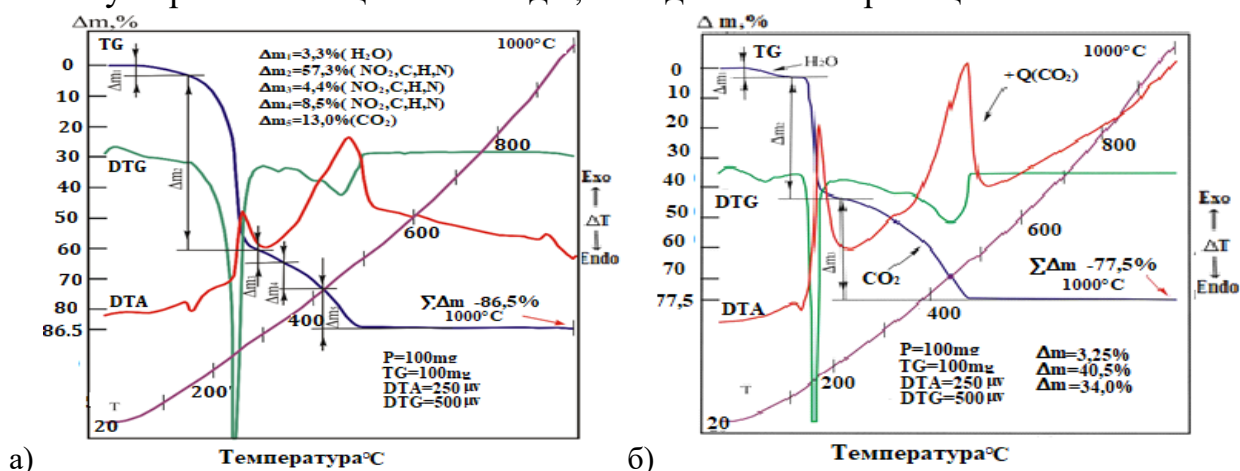 Δm,%
TG
1000°C
Δm₁=3,3%( H₂O)
Δm₂=57,3%( NO₂,C,H,N)
Δm₃=4,4%( NO₂,C,H,N)
Δm₄=8,5%( NO₂,C,H,N)
Δm₅=13,0%(CO₂)
0
10
20
30
40
50
60
70
80
86.5
Δm₁
Δm₂
Δm₃
Δm₄
DTG
DTA
800
600
400
200
20
T
Exo
ΔT
Endo
∑Δm -86,5%
1000°C
P=100mg
TG=100mg
DTA=250 μv
DTG=500 μv
Температура°C
а)
Δ m,%
TG
H₂O
1000°C
+Q(CO₂)
0
10
20
30
40
50
60
70
77,5
Δm₁
Δm₂
Δm₃
DTG
DTA
CO₂
800
600
400
200
20
T
Exo
ΔT
Endo
∑Δm -77,5%
1000°C
P=100mg
TG=100mg
DTA=250 μv
DTG=500 μv
Δm=3,25%
Δm=40,5%
Δm=34,0%
Температура°C
б)